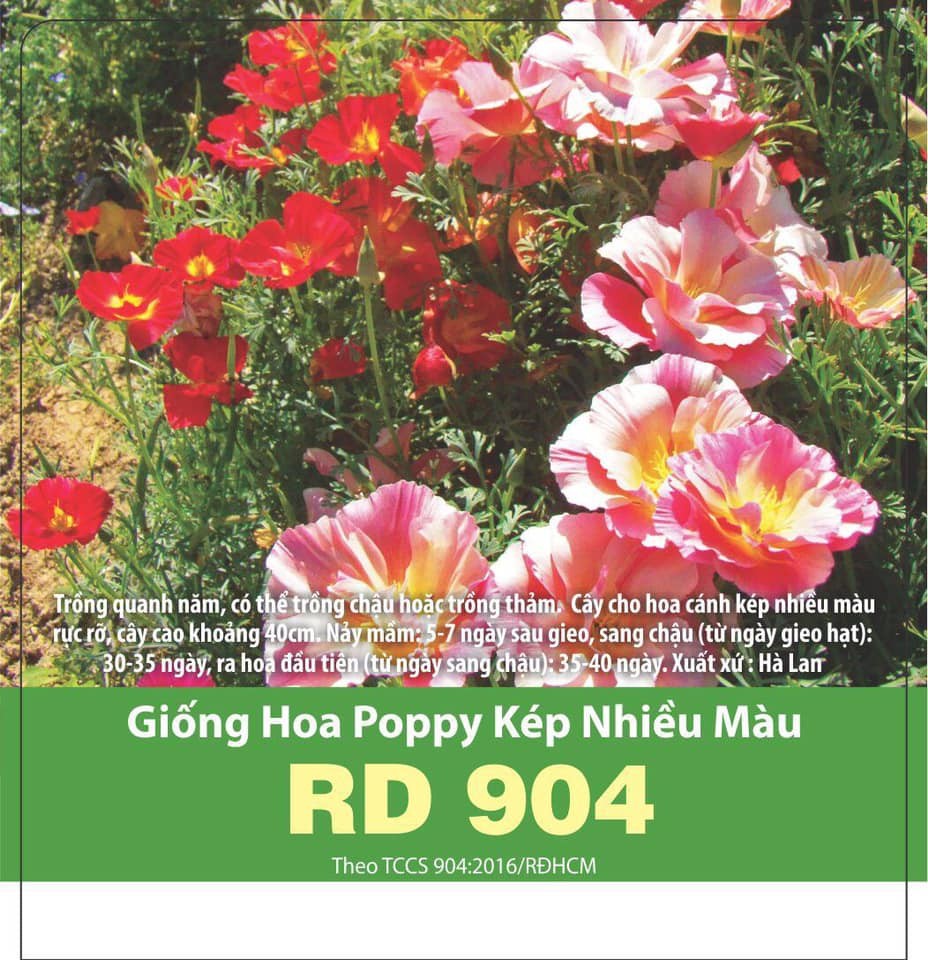 Trồng quanh năm, có thể trồng chậu hoặc trồng thảm. Cây cho hoa cánh kép nhiều màu
rực rỡ, cây cao khoảng 40cm. Nảy mầm: 5-7 ngày sau gieo, sang chậu (từ ngày gieo hạt):
30-35 ngày, ra hoa đầu tiên (từ ngày sang chậu): 35-40 ngày. Xuất xứ : Hà Lan
Giống Hoa Poppy Kép Nhiều Màu
RD 904
Theo TCCS 904:2016/RĐHCM